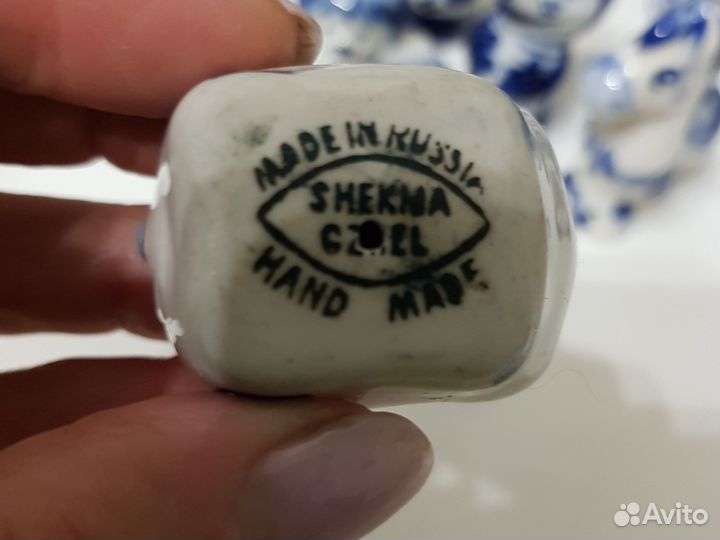 MADE IN RUSSIA
SHEKMA
GZHEL
HAND MADE
Avito